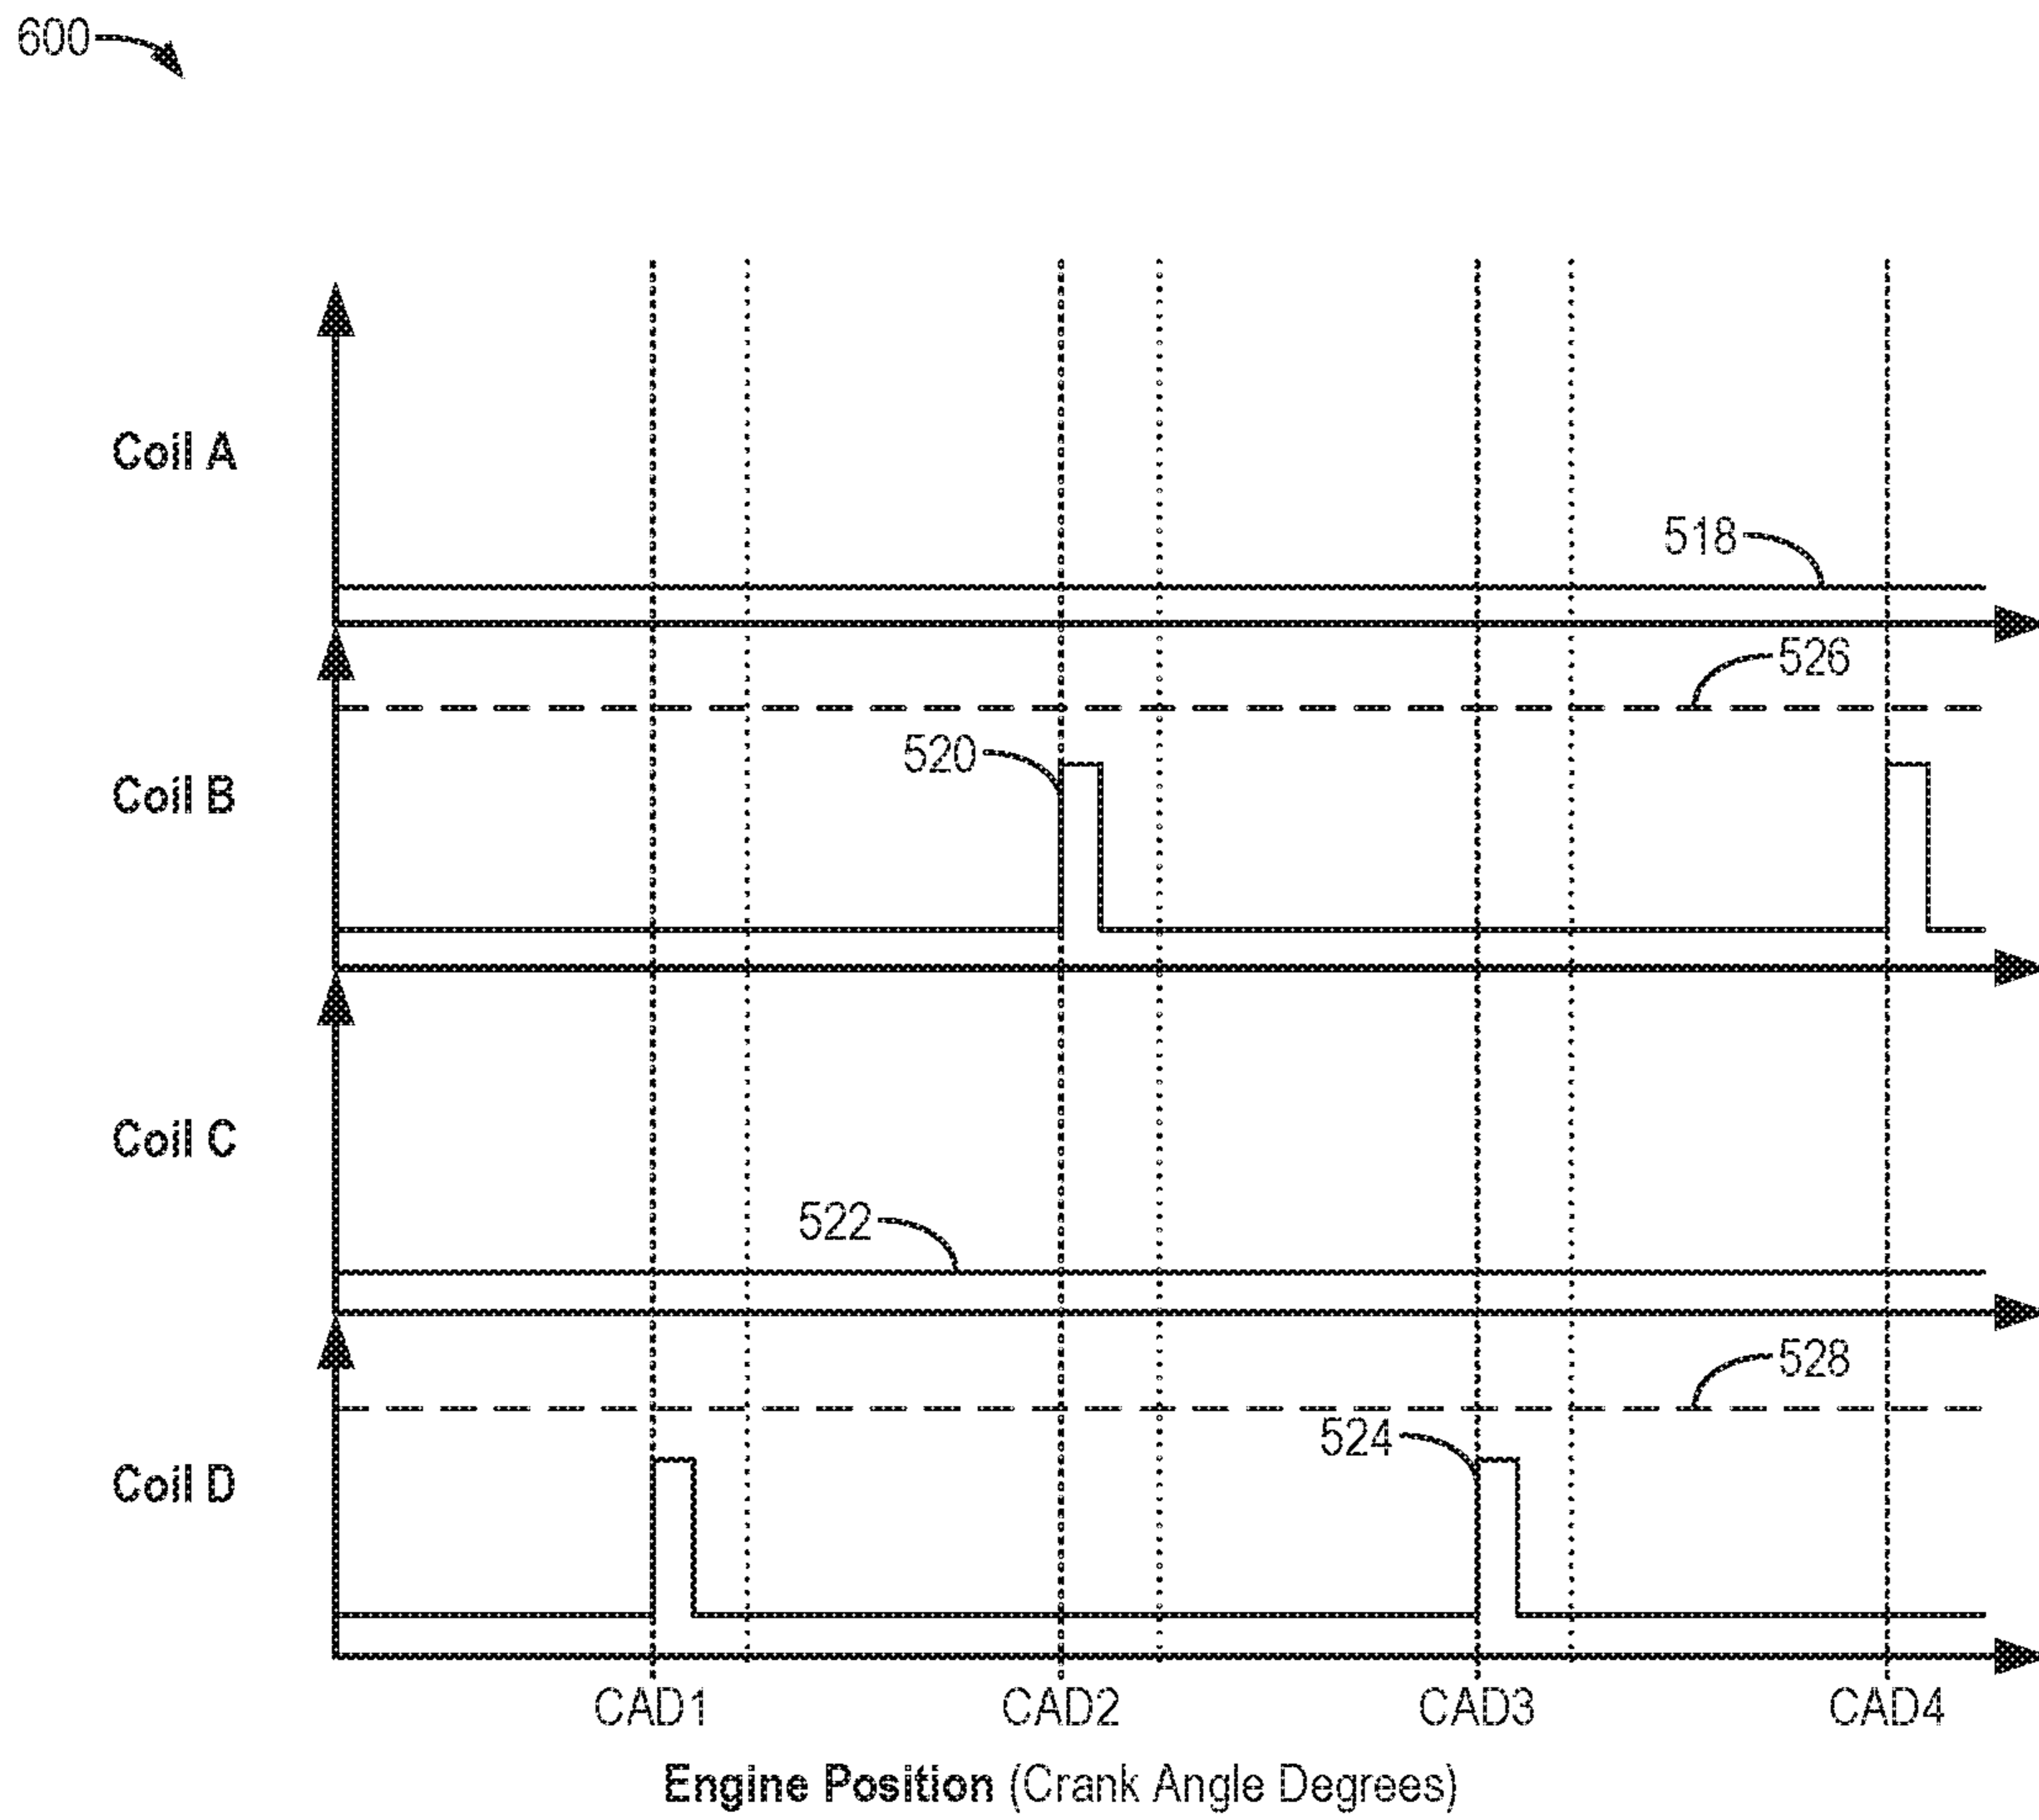 600
Coil A
518
526
520
Coil B
Coil C
522
528
524
Coil D
CAD1 CAD2 CAD3 CAD4
Engine Position (Crank Angle Degrees)